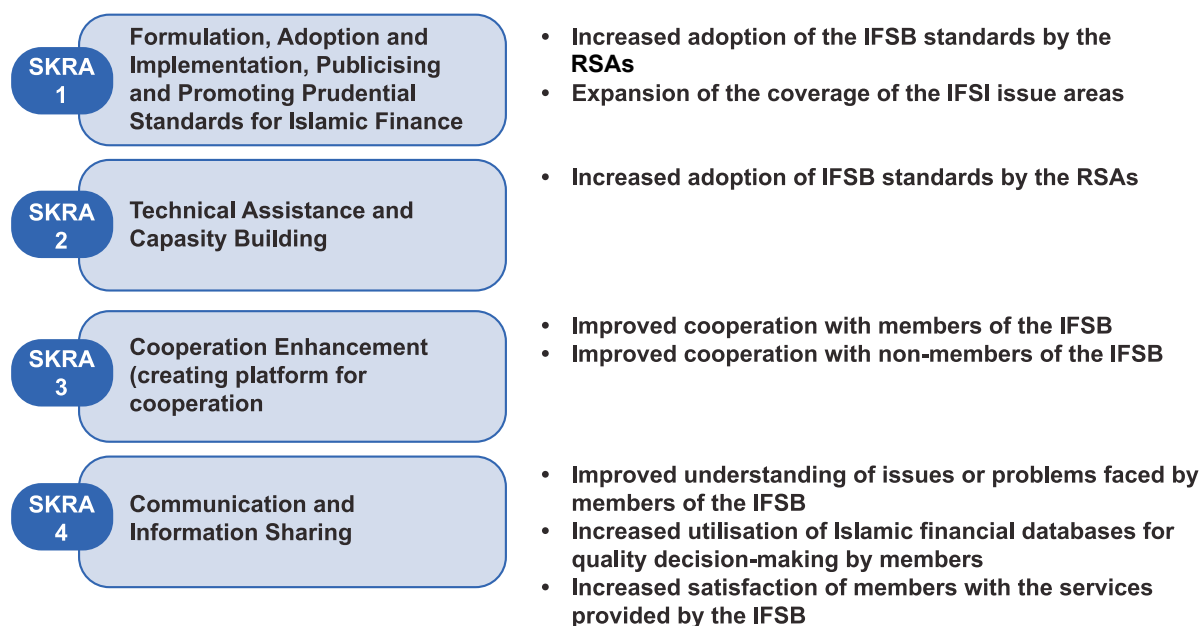 SKRA
1
Formulation, Adoption and
Implementation, Publicising
and Promoting Prudential
Standards for Islamic Finance
• Increased adoption of the IFSB standards by the
RSAs
• Expansion of the coverage of the IFSI issue areas
SKRA
2
Technical Assistance and
Capasity Building
• Increased adoption of IFSB standards by the RSAs
SKRA
3
Cooperation Enhancement
(creating platform for
cooperation
• Improved cooperation with members of the IFSB
• Improved cooperation with non-members of the IFSB
SKRA
4
Communication and
Information Sharing
• Improved understanding of issues or problems faced by
members of the IFSB
• Increased utilisation of Islamic financial databases for
quality decision-making by members
• Increased satisfaction of members with the services
provided by the IFSB